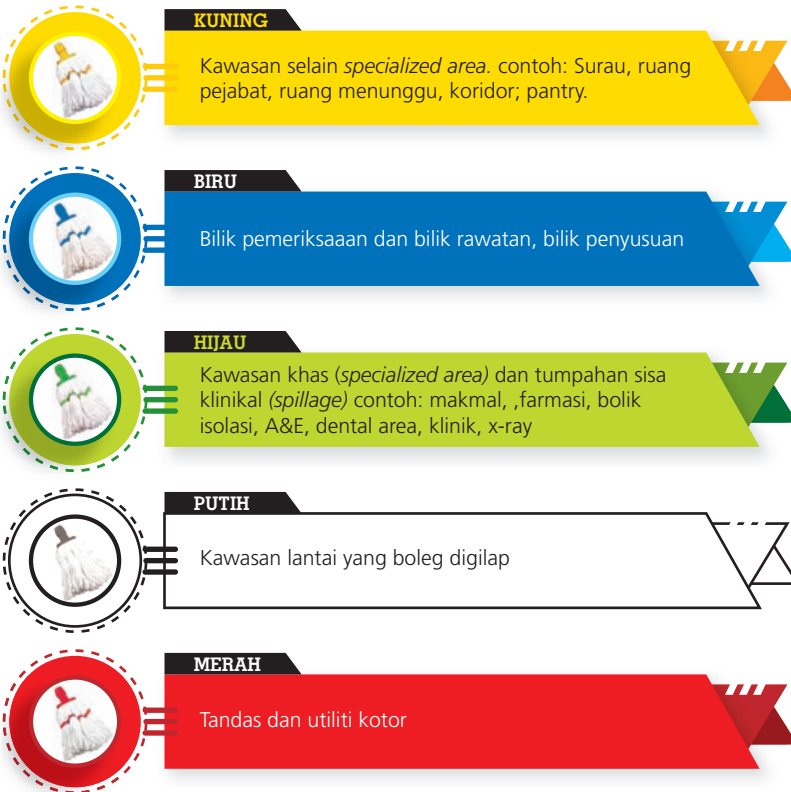 KUNING
Kawasan selain specialized area. contoh: Surau, ruang
pejabat, ruang menunggu, koridor; pantry.
BIRU
Bilik pemeriksaaan dan bilik rawatan, bilik penyusuan
HIJAU
Kawasan khas (specialized area) dan tumpahan sisa
klinikal (spillage) contoh: makmal, ,farmasi, bolik
isolasi, A&E, dental area, klinik, x-ray
PUTIH
Kawasan lantai yang boleg digilap
MERAH
Tandas dan utiliti kotor